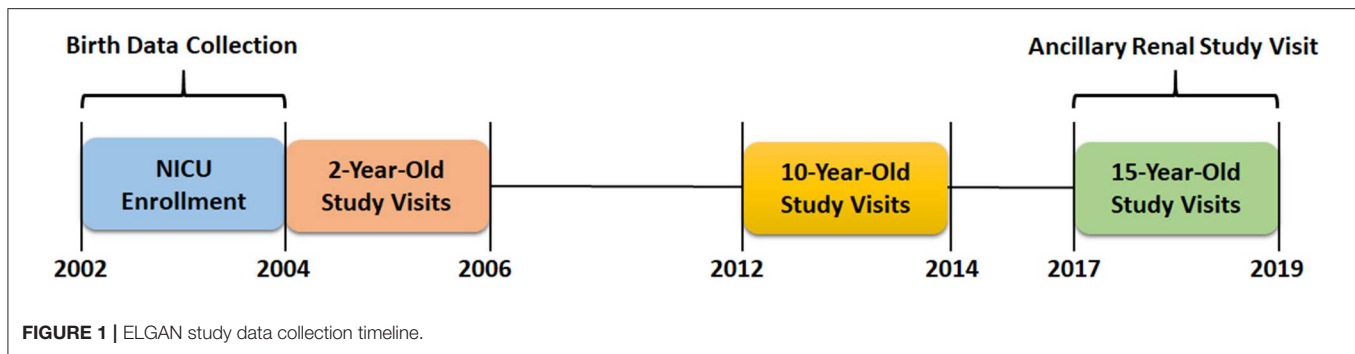 Birth Data Collection
Ancillary Renal Study Visit
NICU
Enrollment
2-Year-Old
Study Visits
10-Year-Old
Study Visits
15-Year-Old
Study Visits
2002
2004
2006
2012
2014
2017
2019
FIGURE 1 | ELGAN study data collection timeline.